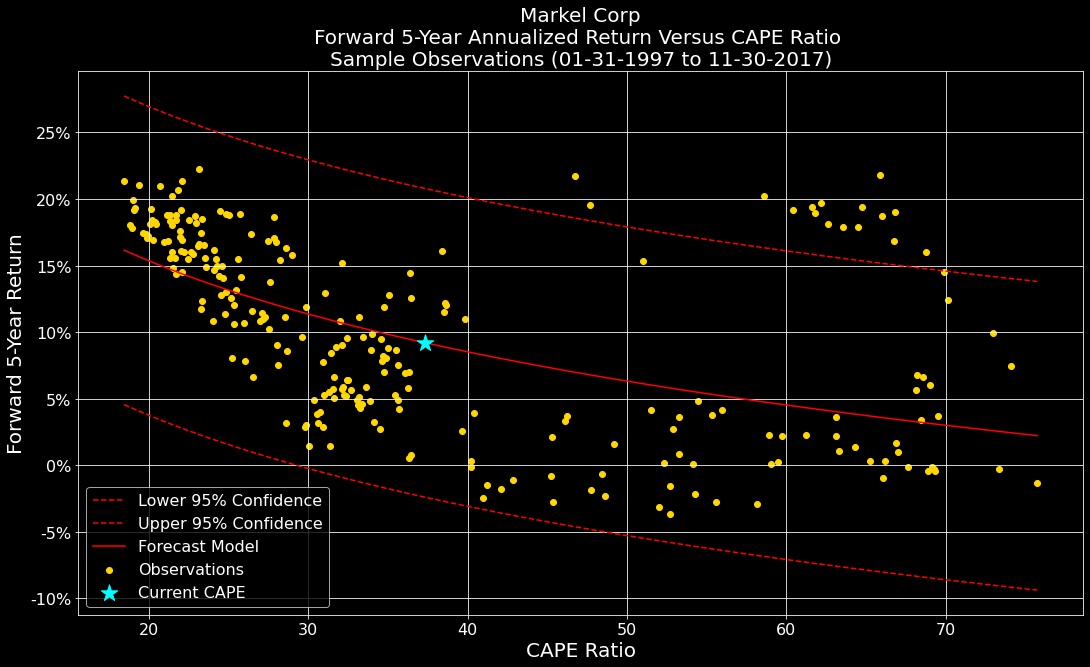 Markel Corp
Forward 5-Year Annualized Return Versus CAPE Ratio
Sample Observations (01-31-1997 to 11-30-2017)
Forward 5-Year Return
25%
20%
15%
10%
5%
0%
-5%
-10%
Lower 95% Confidence
Upper 95% Confidence
Forecast Model
Observations
Current CAPE
20 30 40 50 60 70
CAPE Ratio